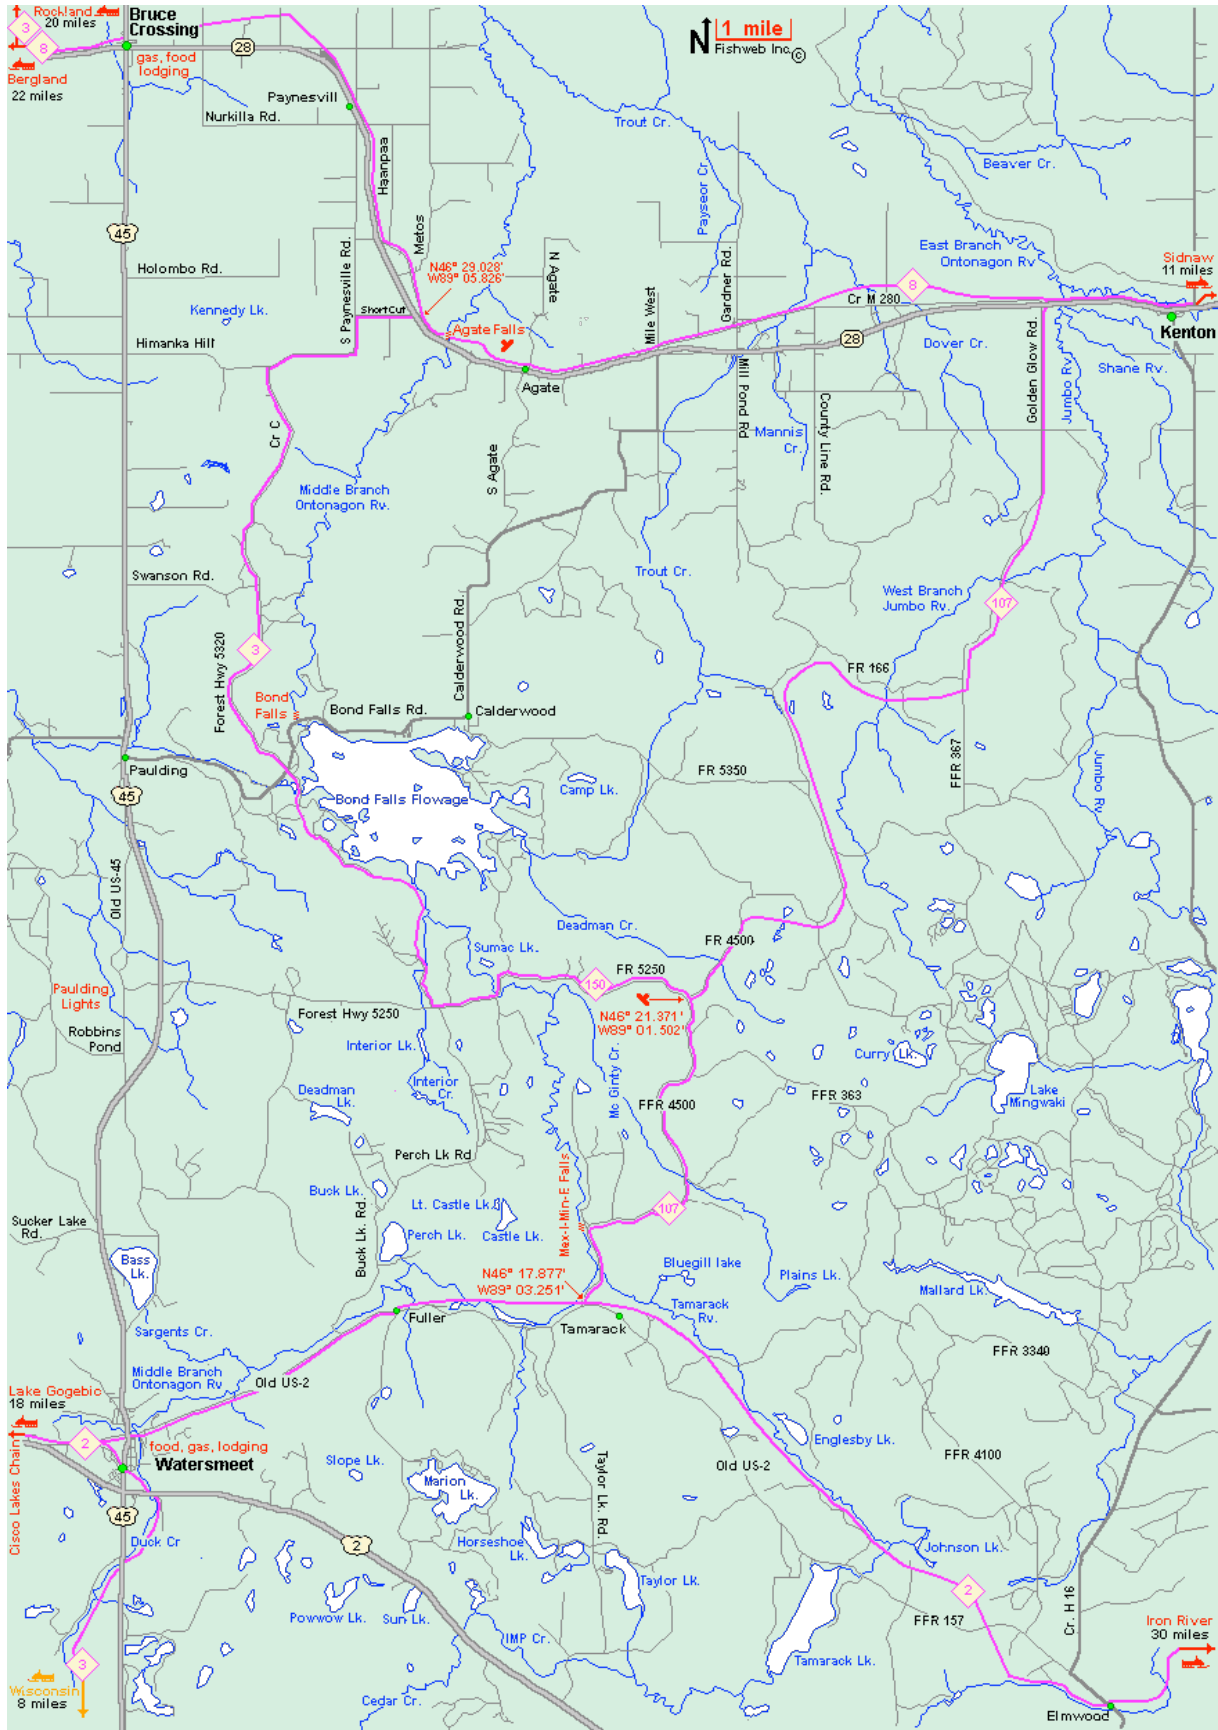 Rockland
20 miles
3
8
Bergland
22 miles
Bruce
Crossing
gas, food
lodging
28
N
1 mile
Fishweb Inc. ©
Paynesvill
Nurkilla Rd.
Trout Cr.
Beaver Cr.
Payseor Cr.
Haanpaa
Metos
45
S Paynesville Rd.
N Agate
East Branch
Ontonagon Rv
Sidnaw
11 miles
Holombo Rd.
N46° 29.028'
W89° 05.826'
Gardner Rd.
Mile West
Cr M 280
8
Kennedy Lk.
Short Cut
Agate Falls
28
Kenton
Himanka Hill
Dover Cr.
Golden Glow Rd.
Jumbo Rv.
Shane Rv.
Agate
Mill Pond Rd
County Line Rd.
Mannis
Cr.
Cr C
S Agate
Middle Branch
Ontonagon Rv.
Swanson Rd.
Trout Cr.
West Branch
Jumbo Rv.
107
Calderwood Rd.
3
Forest Hwy 5320
FR 166
Bond
Falls
Bond Falls Rd.
Calderwood
Paulding
FR 5350
FFR 367
Jumbo Rv
45
Bond Falls Flowage
Camp Lk.
Old US-45
Deadman Cr.
FR 4500
Sumac Lk.
FR 5250
150
Paulding
Lights
Forest Hwy 5250
N46° 21.371'
W89° 01.502'
Robbins
Pond
Interior Lk.
Curry Lk.
Mc Ginty Cr.
Interior
Cr.
Deadman
Lk.
FFR 4500
FFR 363
Lake
Mingwaki
Perch Lk Rd
Mex-I-Min-E Falls
Buck Lk.
Buck Lk. Rd.
Lt. Castle Lk.
107
Sucker Lake
Rd.
Perch Lk.
Castle Lk.
Bass
Lk.
N46° 17.877'
W89° 03.251'
Bluegill lake
Plains Lk.
Mallard Lk.
Fuller
Tamarack
Rv.
Tamarack
Sargents Cr.
FFR 3340
Middle Branch
Ontonagon Rv
Old US-2
Lake Gogebic
18 miles
2
food, gas, lodging
Watersmeet
Cisco Lakes Chain
Englesby Lk.
Old US-2
FFR 4100
Slope Lk.
Marion
Lk.
Taylor Lk. Rd.
45
Duck Cr
2
Horseshoe
Lk.
Johnson Lk.
Taylor Lk.
2
Powwow Lk.
Sun Lk.
FFR 157
Cr. H 16
Iron River
30 miles
IMP Cr.
Tamarack Lk.
3
Wisconsin
8 miles
Cedar Cr.
Elmwood